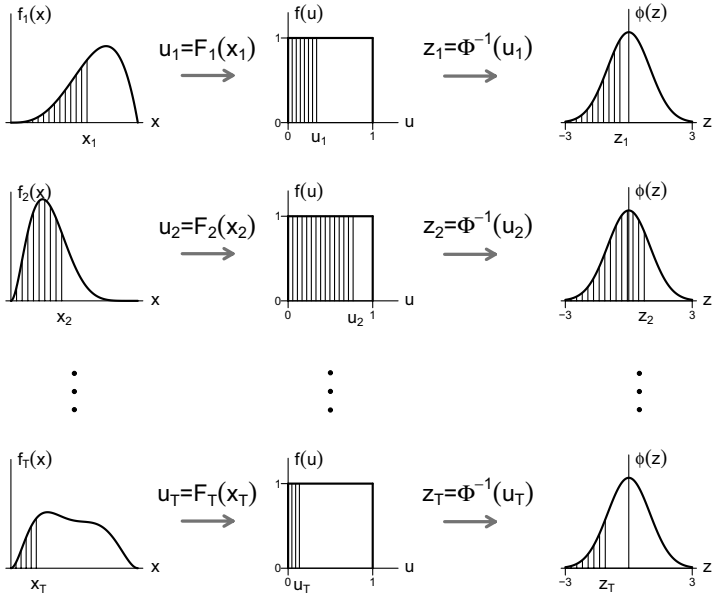 f₁(x)
x
x₁
u₁=F₁(x₁)
f(u)
1
0
1
u
u₁
z₁=Φ⁻¹(u₁)
ϕ(z)
−3
3
z
z₁
f₂(x)
x
x₂
u₂=F₂(x₂)
f(u)
1
0
1
u
u₂
z₂=Φ⁻¹(u₂)
ϕ(z)
−3
3
z
z₂
f_T(x)
x
x_T
u_T=F_T(x_T)
f(u)
1
0
1
u
u_T
z_T=Φ⁻¹(u_T)
ϕ(z)
−3
3
z
z_T